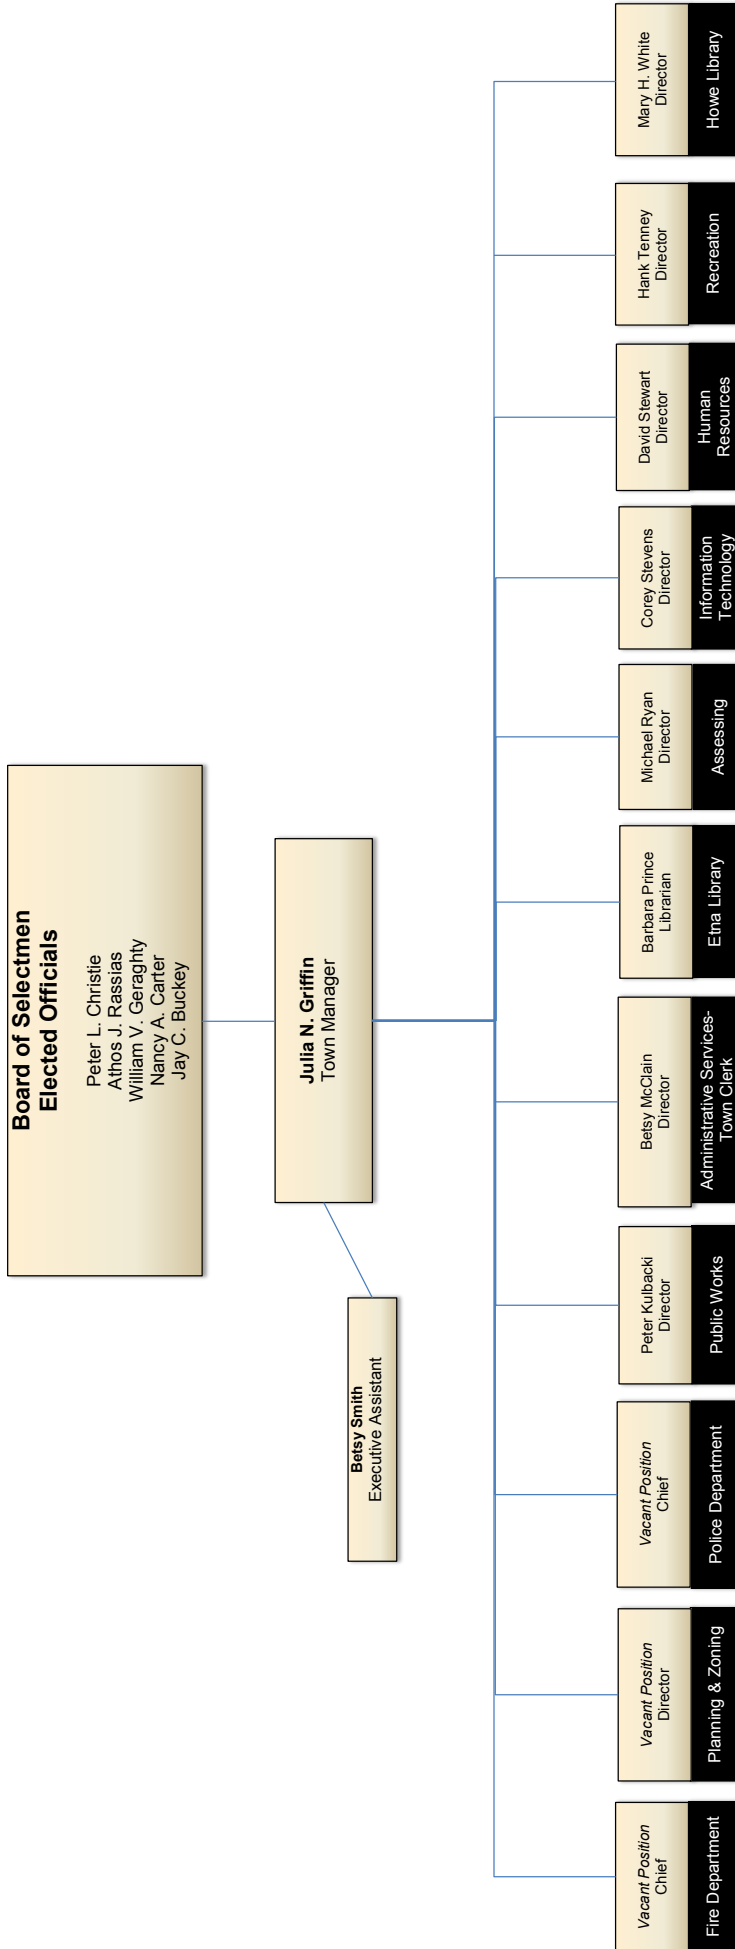 Board of Selectmen
Elected Officials
Peter L. Christie
Athos J. Rassias
William V. Geraghty
Nancy A. Carter
Jay C. Buckey
Julia N. Griffin
Town Manager
Betsy Smith
Executive Assistant
Vacant Position
Chief
Fire Department
Vacant Position
Director
Planning & Zoning
Vacant Position
Chief
Police Department
Peter Kulbacki
Director
Public Works
Betsy McClain
Director
Administrative Services-
Town Clerk
Barbara Prince
Librarian
Etna Library
Michael Ryan
Director
Assessing
Corey Stevens
Director
Information
Technology
David Stewart
Director
Human
Resources
Hank Tenney
Director
Recreation
Mary H. White
Director
Howe Library